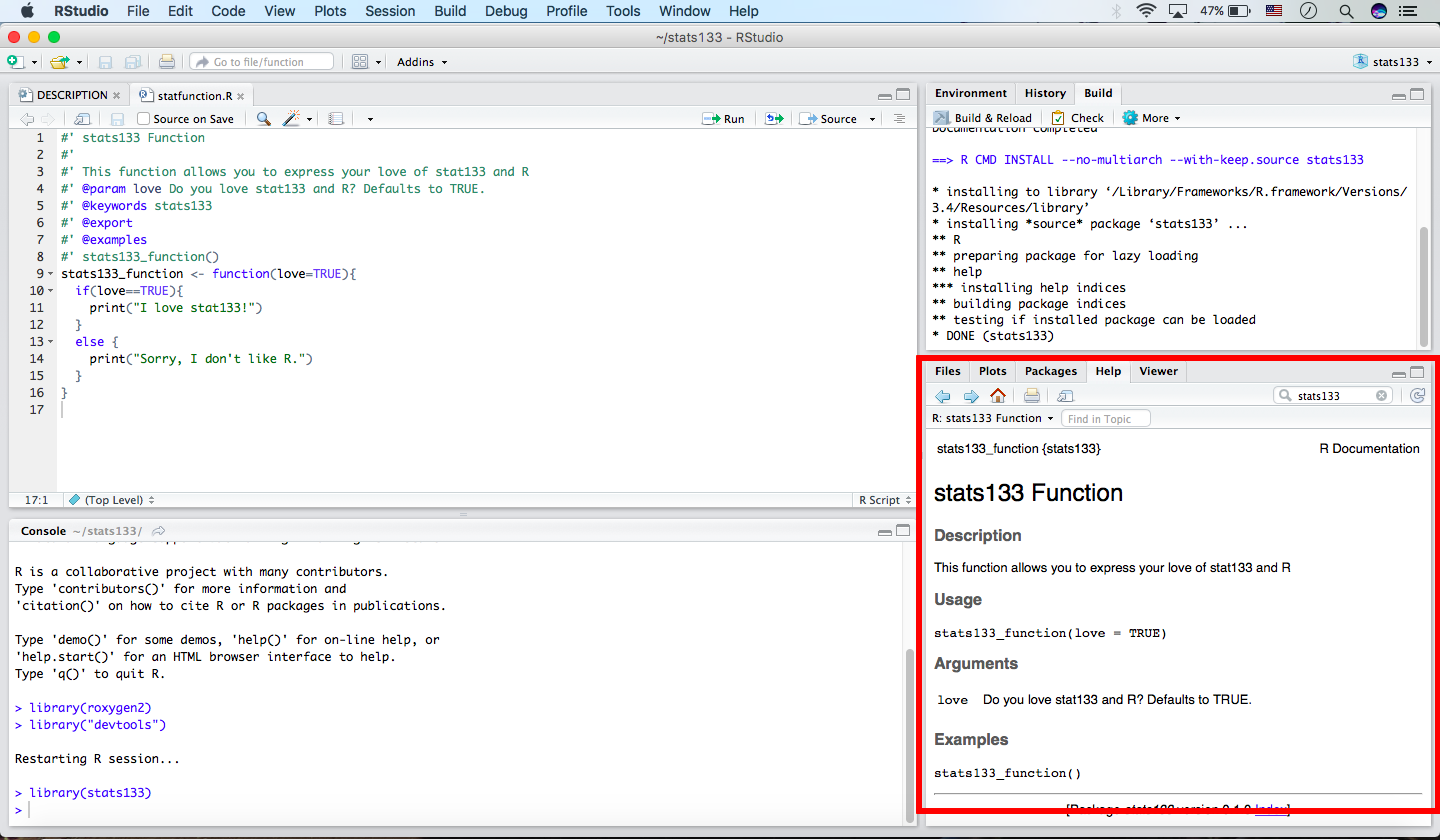 RStudio File Edit Code View Plots Session Build Debug Profile Tools Window Help 47%
~/stats133 - RStudio
Go to file/function Addins stats133
DESCRIPTION statfunction.R
Source on Save Run Source
1 #' stats133 Function
2 #'
3 #' This function allows you to express your love of stat133 and R
4 #' @param love Do you love stat133 and R? Defaults to TRUE.
5 #' @keywords stats133
6 #' @export
7 #' @examples
8 #' stats133_function()
9 stats133_function <- function(love=TRUE){
10 if(love==TRUE){
11 print("I love stat133!")
12 }
13 else {
14 print("Sorry, I don't like R.")
15 }
16 }
17
17:1 (Top Level) R Script
Console ~/stats133/
R is a collaborative project with many contributors.
Type 'contributors()' for more information and
'citation()' on how to cite R or R packages in publications.
Type 'demo()' for some demos, 'help()' for on-line help, or
'help.start()' for an HTML browser interface to help.
Type 'q()' to quit R.
> library(roxygen2)
> library("devtools")
Restarting R session...
> library(stats133)
>
Environment History Build
Build & Reload Check More
Documentation completed
==> R CMD INSTALL --no-multiarch --with-keep.source stats133
* installing to library ‘/Library/Frameworks/R.framework/Versions/
3.4/Resources/library’
* installing *source* package ‘stats133’ ...
** R
** preparing package for lazy loading
** help
*** installing help indices
** building package indices
** testing if installed package can be loaded
* DONE (stats133)
Files Plots Packages Help Viewer
stats133
R: stats133 Function Find in Topic
stats133_function {stats133} R Documentation
stats133 Function
Description
This function allows you to express your love of stat133 and R
Usage
stats133_function(love = TRUE)
Arguments
love Do you love stat133 and R? Defaults to TRUE.
Examples
stats133_function()
[Package stats133 version 0.1.0 Index]